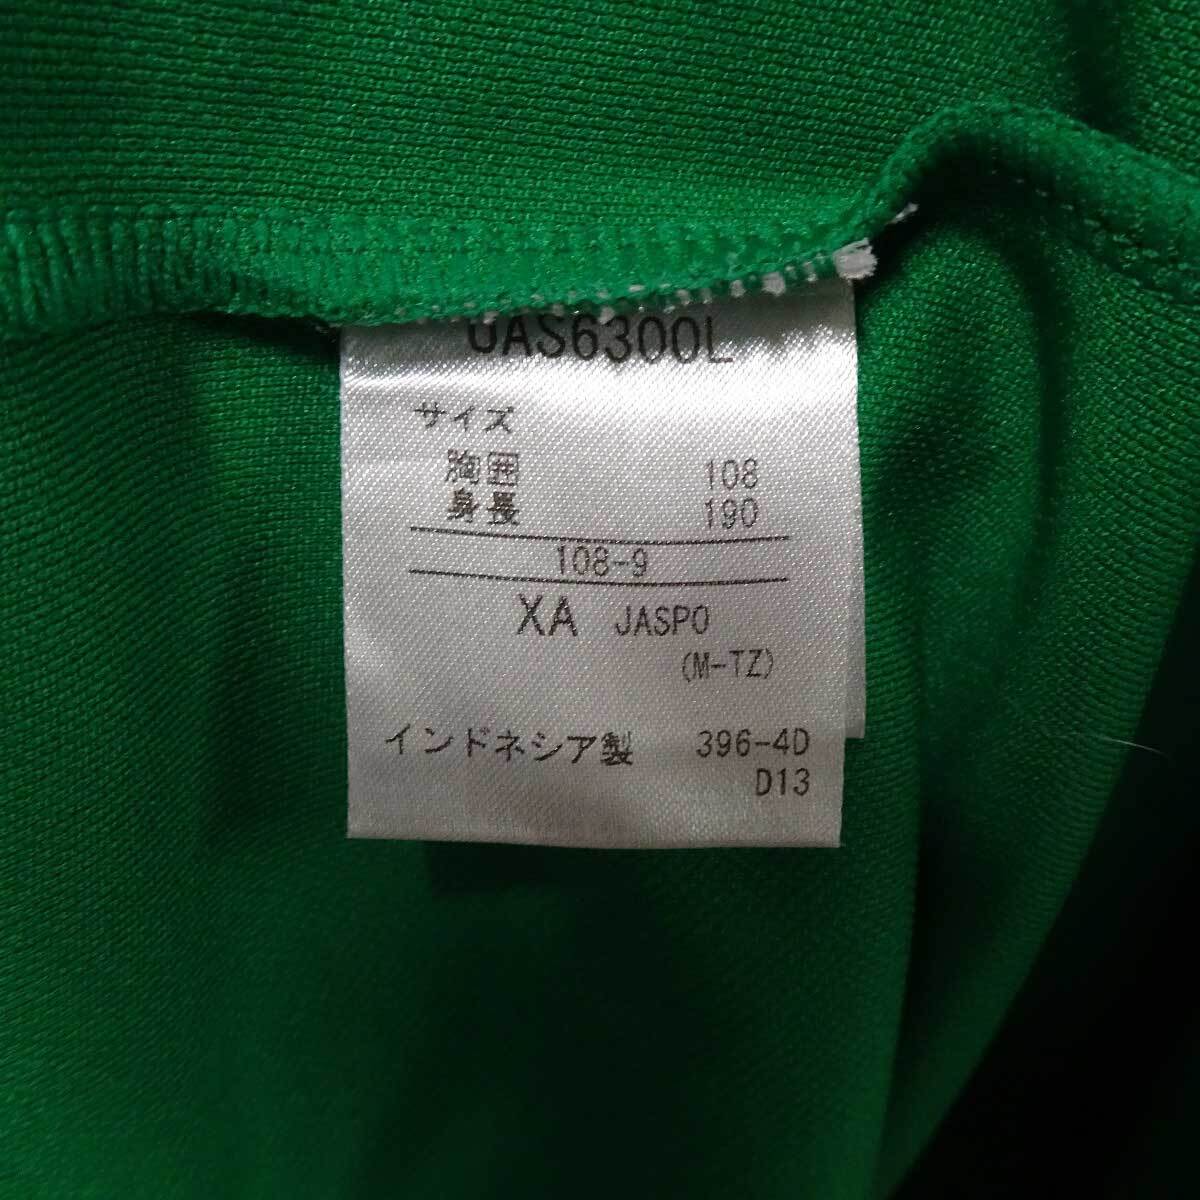 UAS6300L
サイズ
胸囲 108
身長 190
108-9
XA JASPO
(M-TZ)
インドネシア製 396-4D
D13